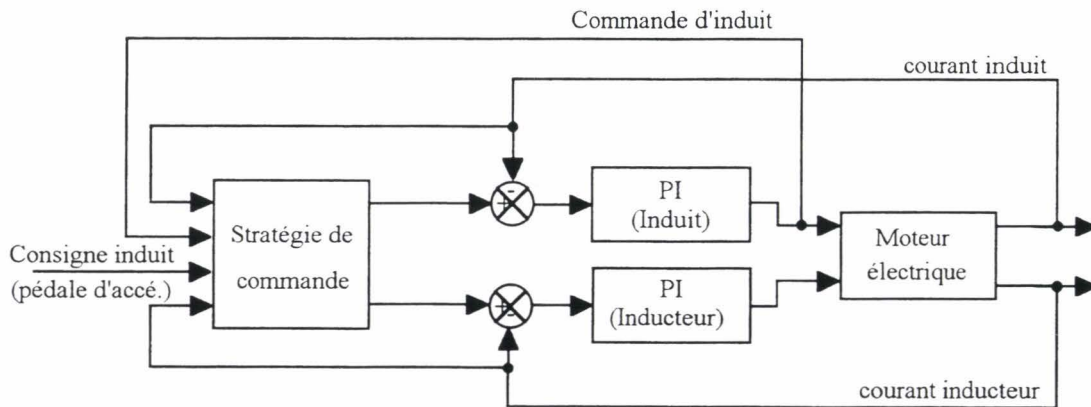 Commande d'induit
courant induit
PI
(Induit)
Stratégie de
commande
Consigne induit
(pédale d'accé.)
Moteur
électrique
PI
(Inducteur)
courant inducteur
+
-
+
-